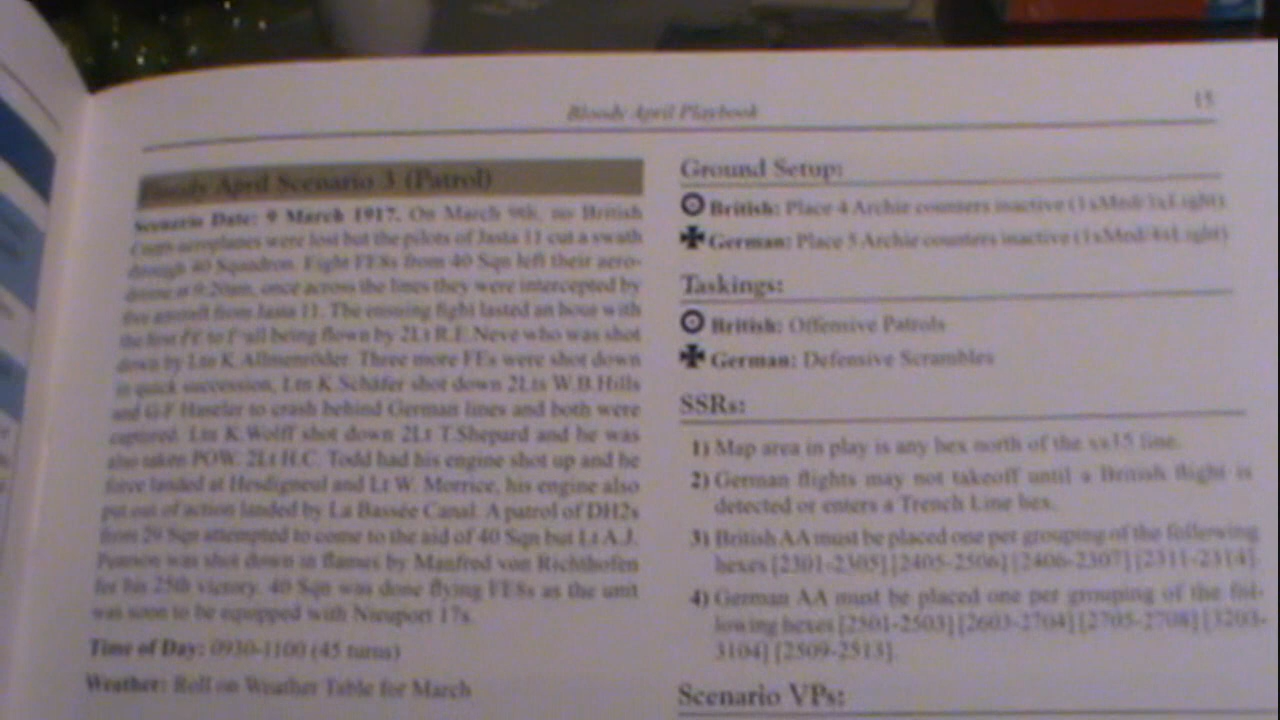 Bloody April Playbook
15
Bloody April Scenario 3 (Patrol)
Scenario Date: 9 March 1917. On March 9th, no British
Corps aeroplanes were lost but the pilots of Jasta 11 cut a swath
through 40 Squadron. Eight FE8s from 40 Sqn left their aero-
drome at 9:20am, once across the lines they were intercepted by
five aircraft from Jasta 11. The ensuing fight lasted an hour with
the first FE to fall being flown by 2Lt R.E.Neve who was shot
down by Ltn K.Allmenröder. Three more FEs were shot down
in quick succession, Ltn K.Schäfer shot down 2Lts W.B.Hills
and G.F Haseler to crash behind German lines and both were
captured. Ltn K.Wolff shot down 2Lt T.Shepard and he was
also taken POW. 2Lt H.C. Todd had his engine shot up and he
force landed at Hesdigneul and Lt W. Morrice, his engine also
put out of action landed by La Bassée Canal. A patrol of DH2s
from 29 Sqn attempted to come to the aid of 40 Sqn but Lt A.J.
Pearson was shot down in flames by Manfred von Richthofen
for his 25th victory. 40 Sqn was done flying FE8s as the unit
was soon to be equipped with Nieuport 17s.
Time of Day: 0930-1100 (45 turns)
Weather: Roll on Weather Table for March
Ground Setup:
British: Place 4 Archie counters inactive (1xMed/3xLight)
German: Place 5 Archie counters inactive (1xMed/4xLight)
Taskings:
British: Offensive Patrols
German: Defensive Scrambles
SSRs:
1) Map area in play is any hex north of the xx15 line.
2) German flights may not takeoff until a British flight is
detected or enters a Trench Line hex.
3) British AA must be placed one per grouping of the following
hexes [2301-2305] [2405-2506] [2406-2307] [2311-2314].
4) German AA must be placed one per grouping of the fol-
lowing hexes [2501-2503] [2603-2704] [2705-2708] [3203-
3104] [2509-2513].
Scenario VPs: